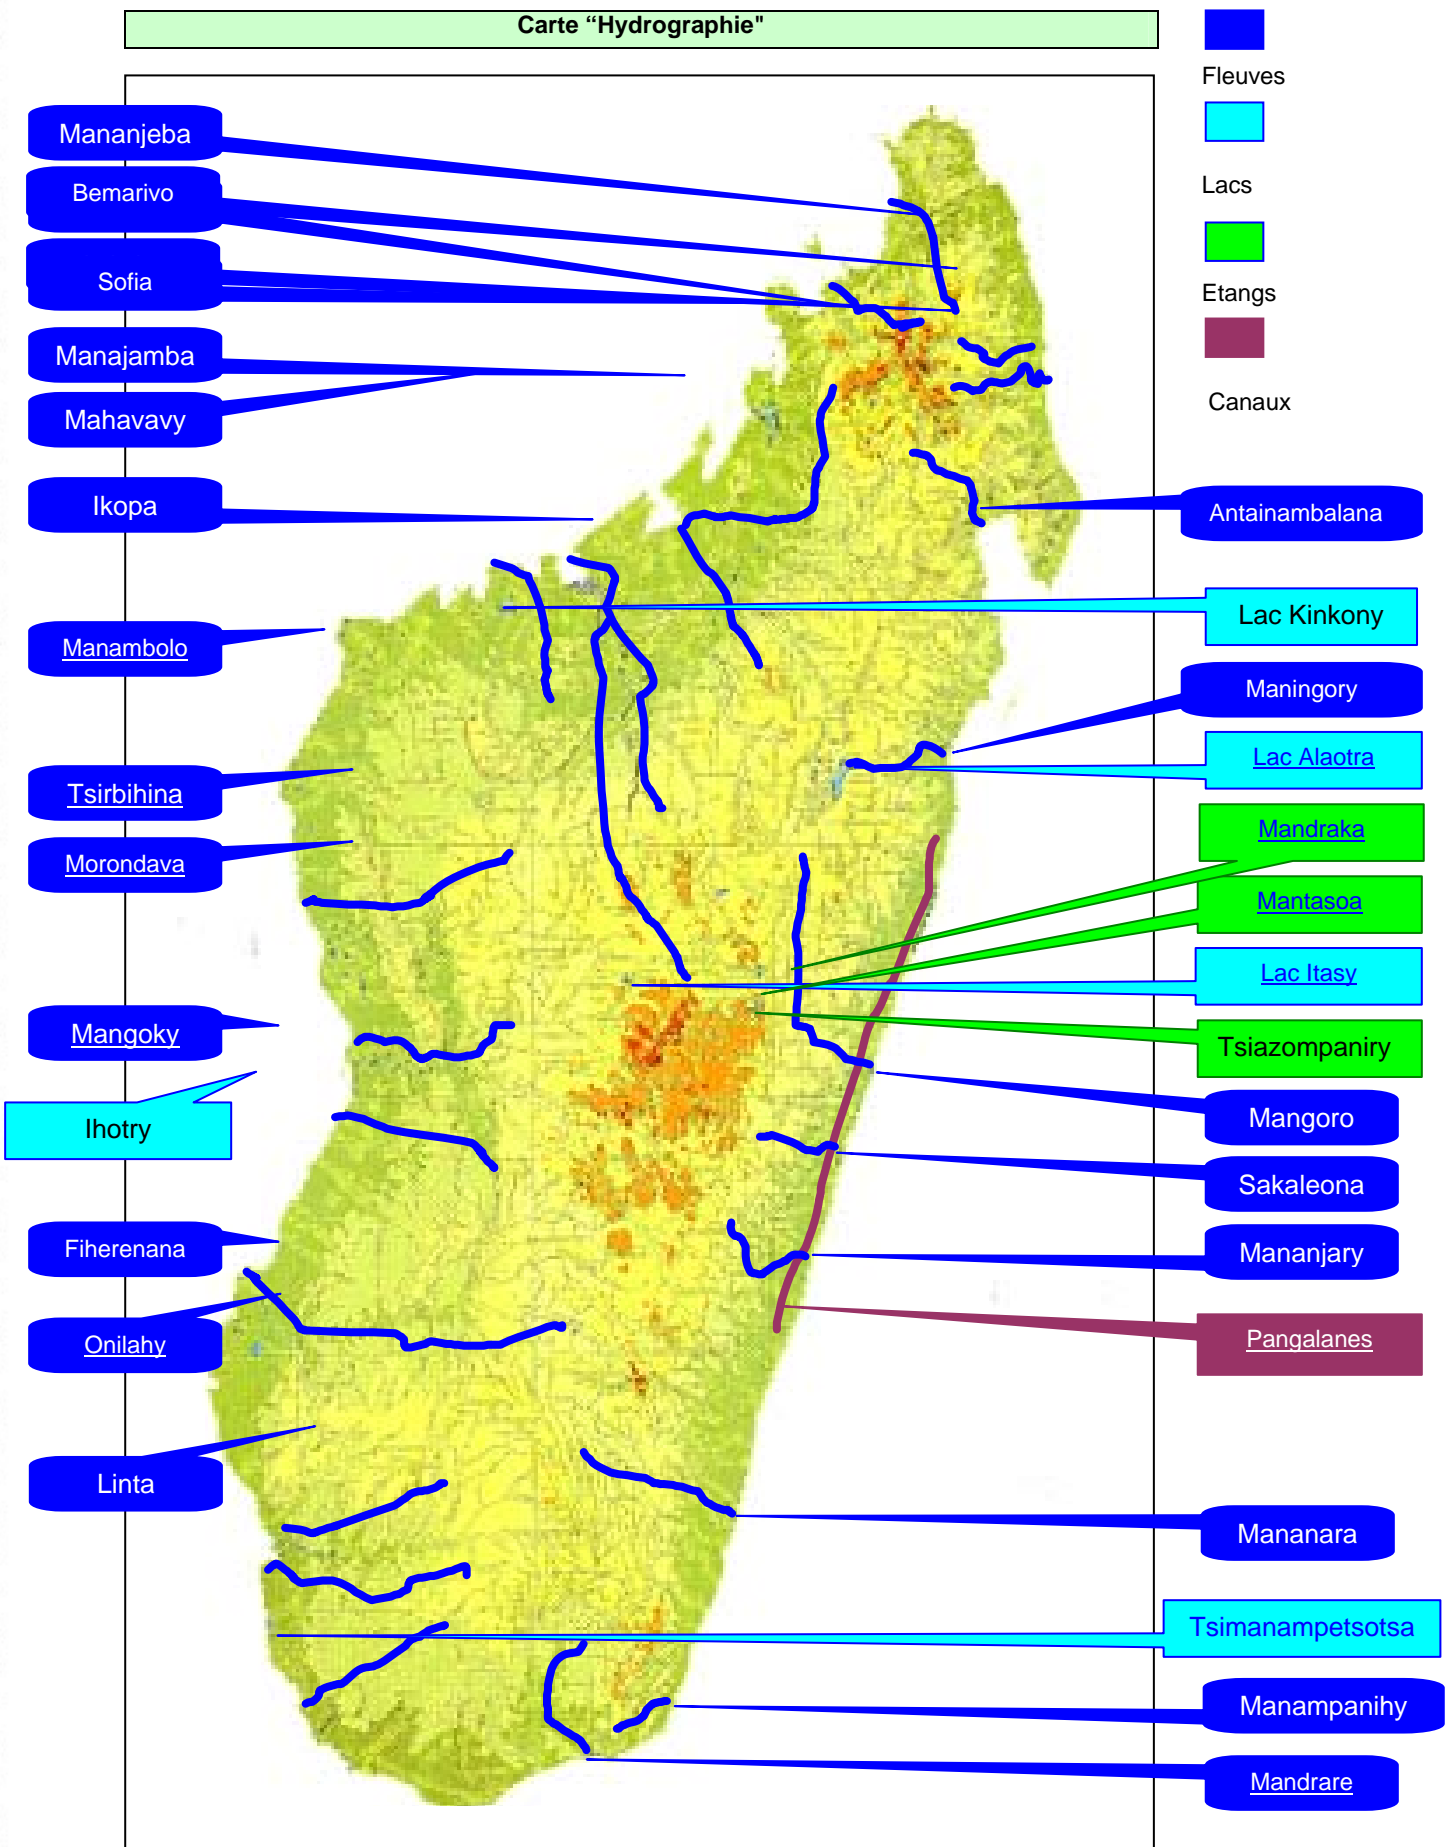 Carte “Hydrographie"
Fleuves
Lacs
Etangs
Canaux
Mananjeba
Bemarivo
Sofia
Manajamba
Mahavavy
Ikopa
Manambolo
Tsirbihina
Morondava
Mangoky
Ihotry
Fiherenana
Onilahy
Linta
Antainambalana
Lac Kinkony
Maningory
Lac Alaotra
Mandraka
Mantasoa
Lac Itasy
Tsiazompaniry
Mangoro
Sakaleona
Mananjary
Pangalanes
Mananara
Tsimanampetsotsa
Manampanihy
Mandrare